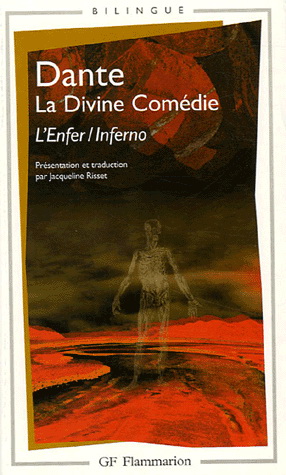 BILINGUE
Dante
La Divine Comédie
L'Enfer/Inferno
Présentation et traduction
par Jacqueline Risset
GF Flammarion